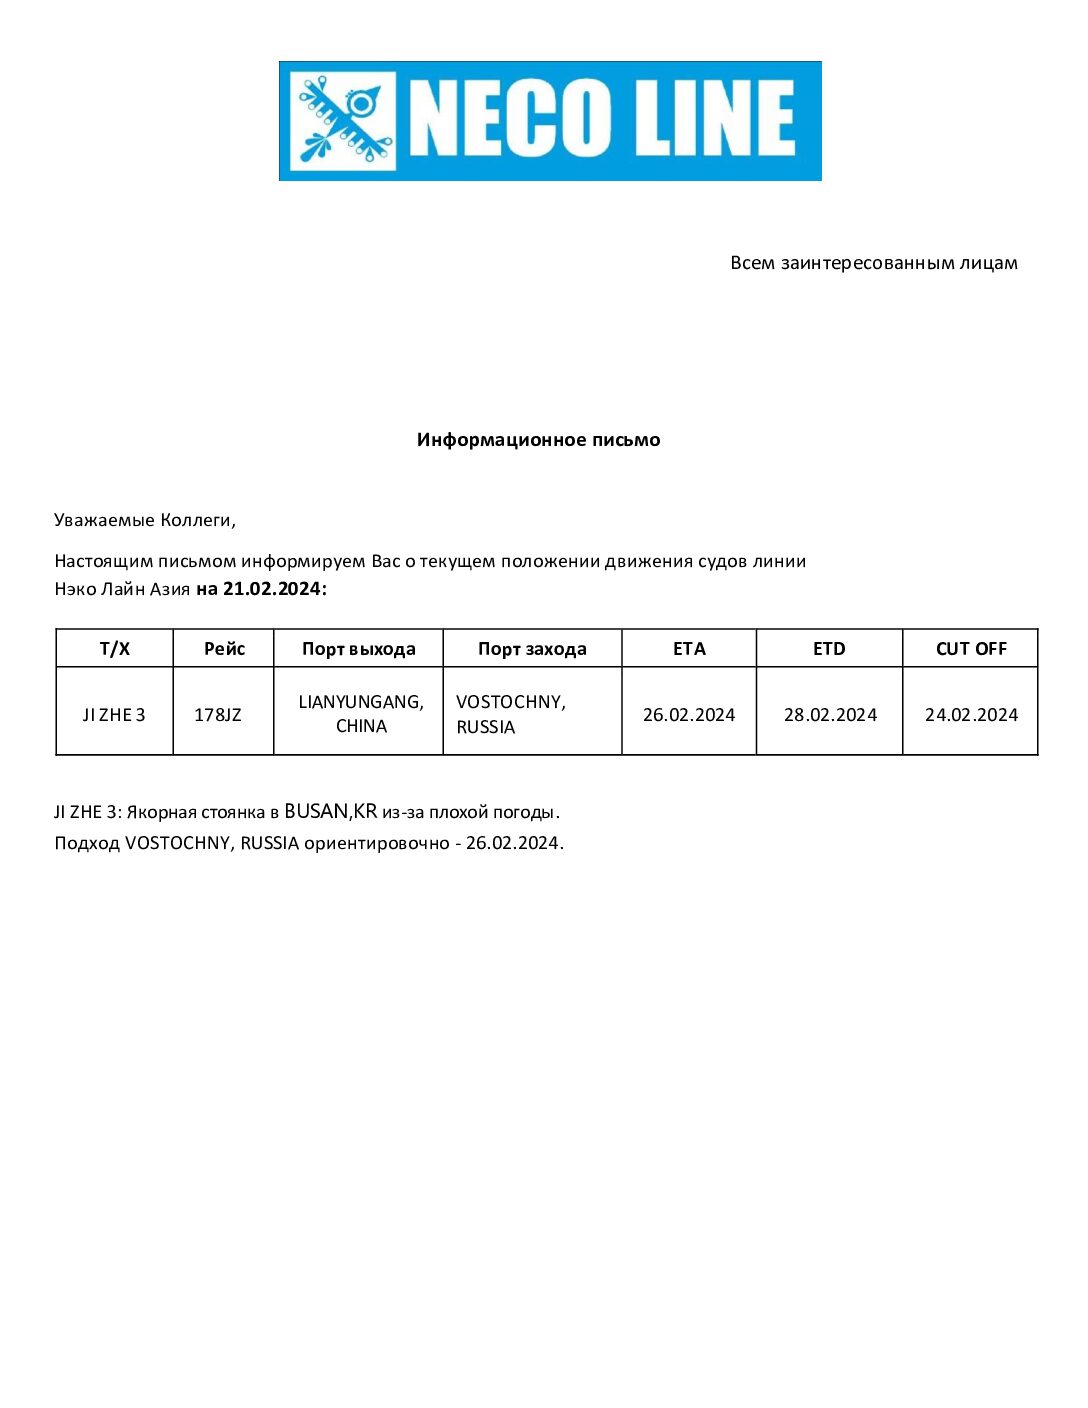 NECO LINE
Всем заинтересованным лицам
Информационное письмо
Уважаемые Коллеги,
Настоящим письмом информируем Вас о текущем положении движения судов линии
Нэко Лайн Азия на 21.02.2024:
Т/Х Рейс Порт выхода Порт захода ETA ETD CUT OFF
JI ZHE 3 178JZ LIANYUNGANG, CHINA VOSTOCHNY, RUSSIA 26.02.2024 28.02.2024 24.02.2024
JI ZHE 3: Якорная стоянка в BUSAN,KR из-за плохой погоды.
Подход VOSTOCHNY, RUSSIA ориентировочно - 26.02.2024.